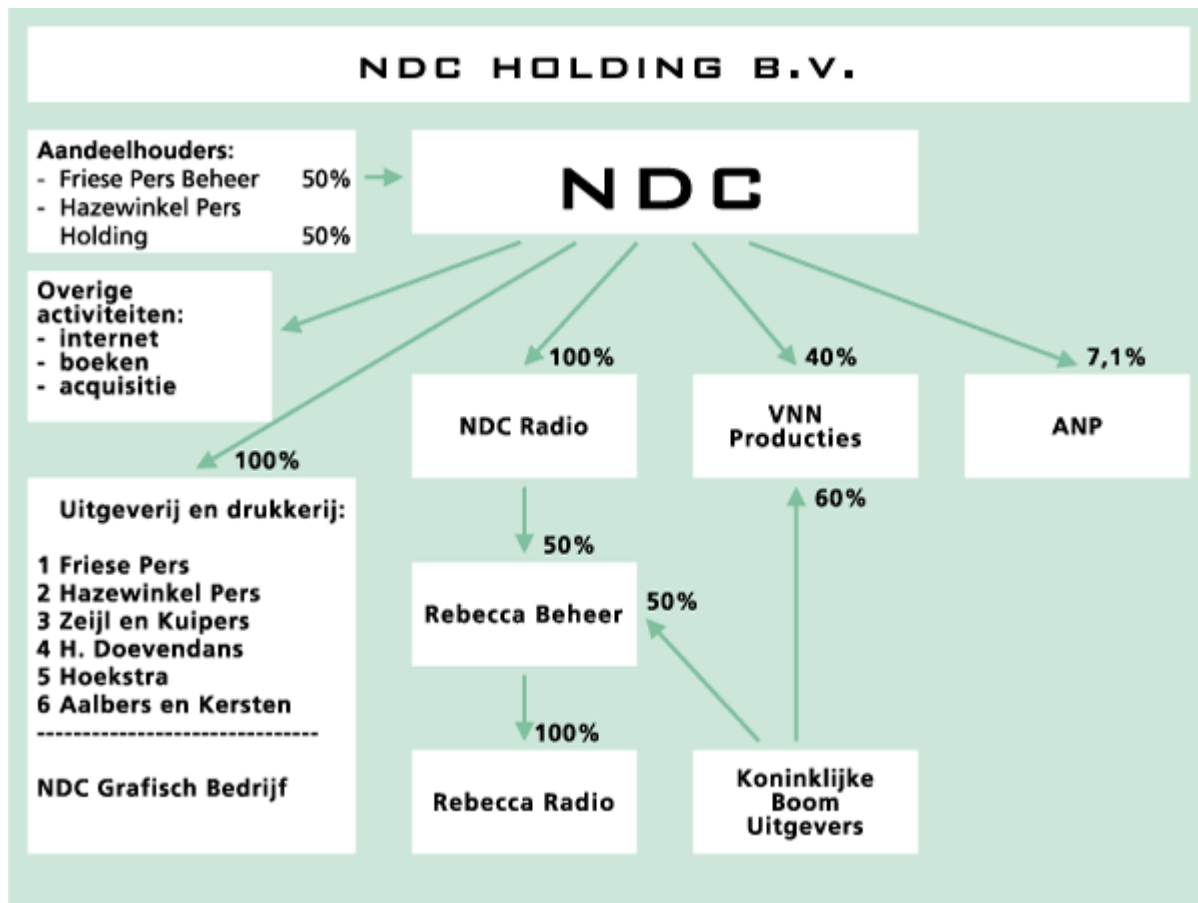 NDC HOLDING B.V.
Aandeelhouders:
- Friese Pers Beheer 50%
- Hazewinkel Pers
Holding 50%
NDC
Overige
activiteiten:
- internet
- boeken
- acquisitie
100%
40%
7,1%
NDC Radio
VNN
Producties
ANP
100%
60%
Uitgeverij en drukkerij:
1 Friese Pers
2 Hazewinkel Pers
3 Zeijl en Kuipers
4 H. Doevendans
5 Hoekstra
6 Aalbers en Kersten
-------------------------------
NDC Grafisch Bedrijf
50%
Rebecca Beheer
50%
100%
Rebecca Radio
Koninklijke
Boom
Uitgevers